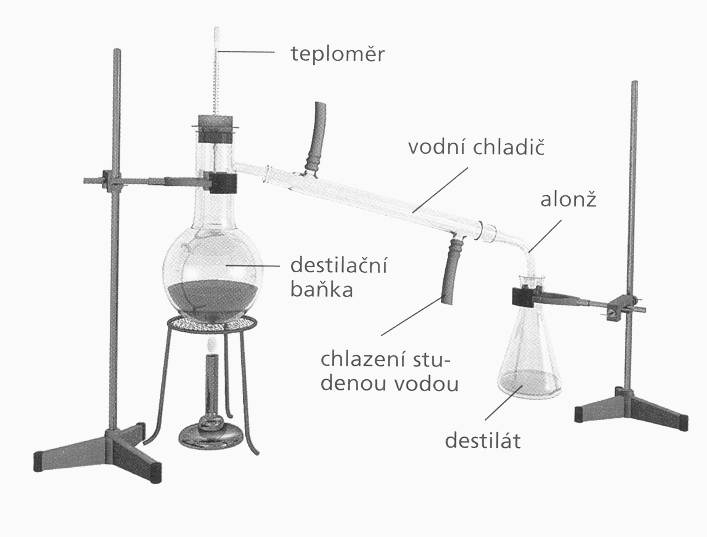 teploměr
vodní chladič
alonž
destilační
baňka
chlazení stu-
denou vodou
destilát